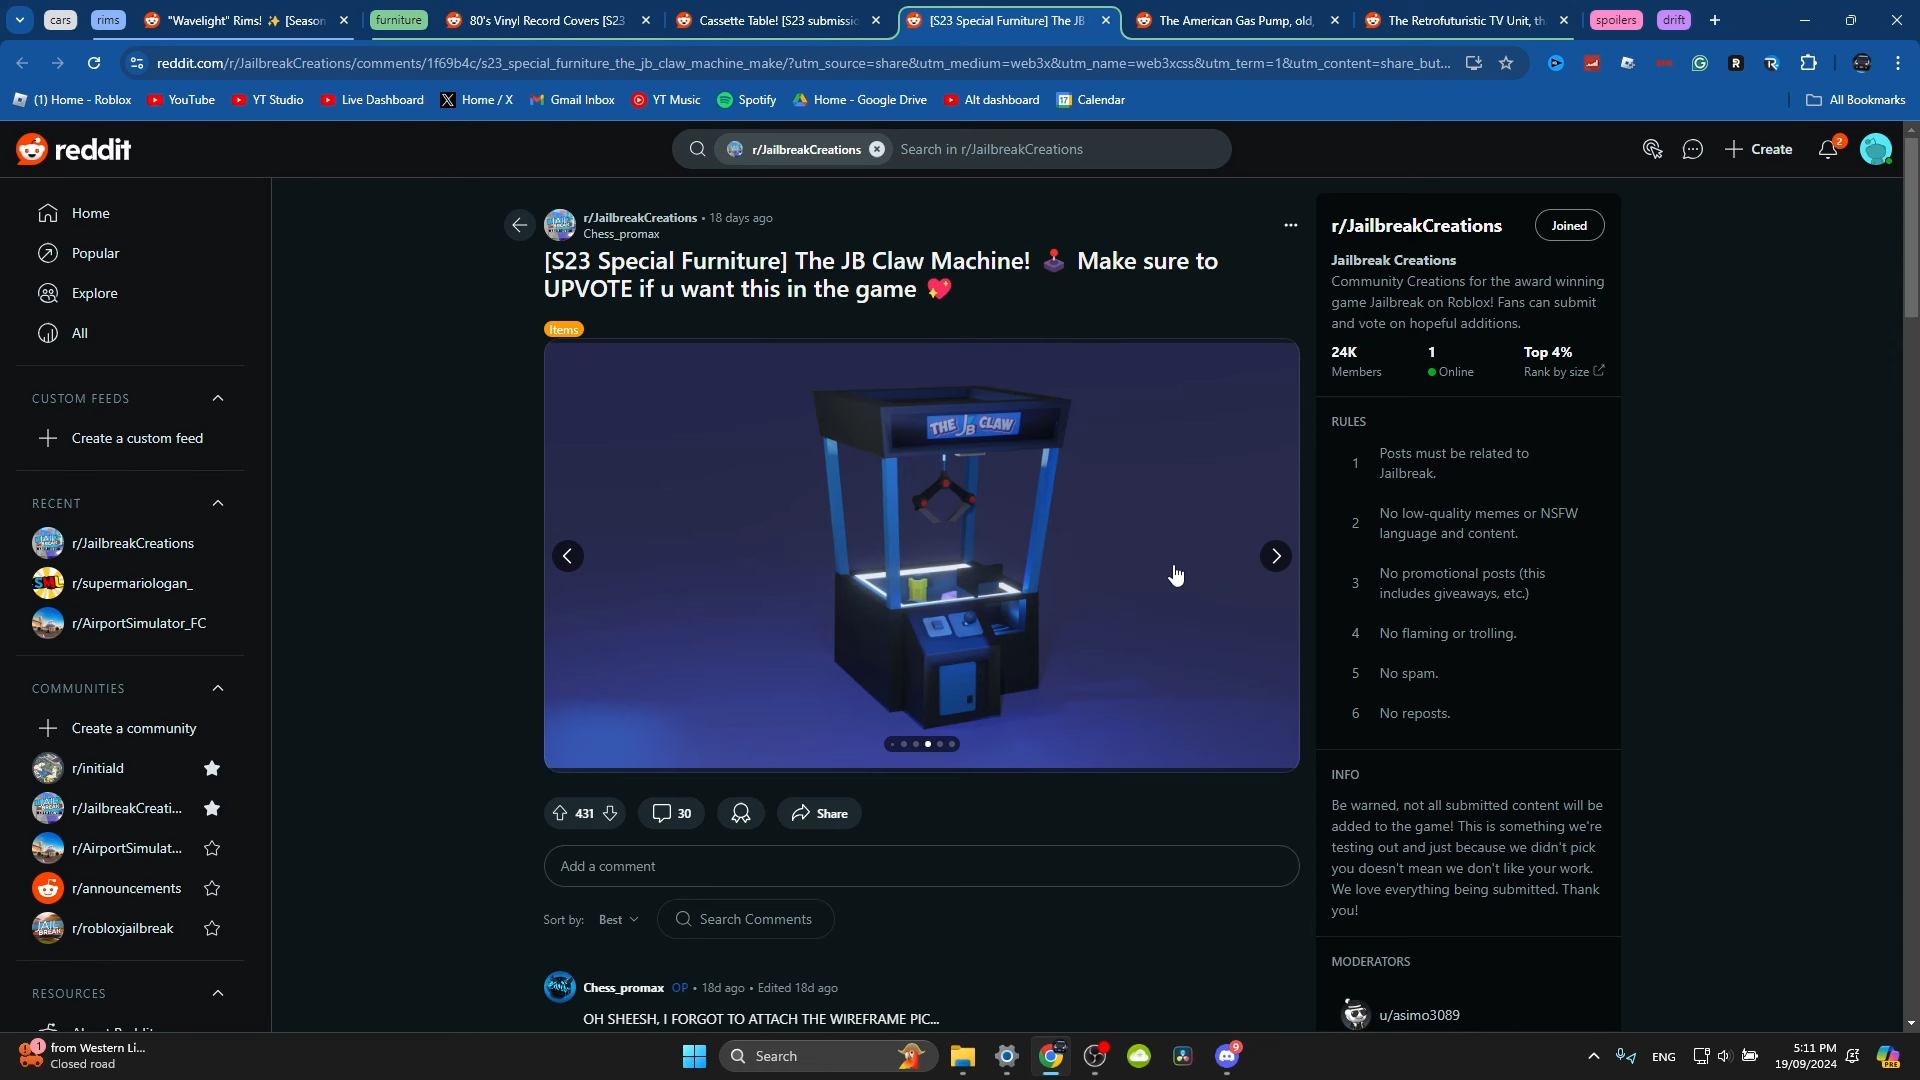 cars
rims
"Wavelight" Rims! ✨ [Season
furniture
80's Vinyl Record Covers [S23
Cassette Table! [S23 submissic
[S23 Special Furniture] The JB
The American Gas Pump, old,
The Retrofuturistic TV Unit, th
spoilers
drift
reddit.com/r/JailbreakCreations/comments/1f69b4c/s23_special_furniture_the_jb_claw_machine_make/?utm_source=share&utm_medium=web3x&utm_name=web3xcss&utm_term=1&utm_content=share_but...
(1) Home - Roblox
YouTube
YT Studio
Live Dashboard
Home / X
Gmail Inbox
YT Music
Spotify
Home - Google Drive
Alt dashboard
Calendar
All Bookmarks
reddit
r/JailbreakCreations
Search in r/JailbreakCreations
Create
2
Home
Popular
Explore
All
CUSTOM FEEDS
Create a custom feed
RECENT
r/JailbreakCreations
r/supermariologan_
r/AirportSimulator_FC
COMMUNITIES
Create a community
r/initiald
r/JailbreakCreati...
r/AirportSimulat...
r/announcements
r/robloxjailbreak
RESOURCES
r/JailbreakCreations • 18 days ago
Chess_promax
[S23 Special Furniture] The JB Claw Machine! 🕹️ Make sure to
UPVOTE if u want this in the game 💖
Items
THE JB CLAW
431
30
Share
Add a comment
Sort by: Best
Search Comments
Chess_promax OP • 18d ago • Edited 18d ago
OH SHEESH, I FORGOT TO ATTACH THE WIREFRAME PIC...
r/JailbreakCreations
Joined
Jailbreak Creations
Community Creations for the award winning
game Jailbreak on Roblox! Fans can submit
and vote on hopeful additions.
24K
1
Top 4%
Members
Online
Rank by size
RULES
1 Posts must be related to
Jailbreak.
2 No low-quality memes or NSFW
language and content.
3 No promotional posts (this
includes giveaways, etc.)
4 No flaming or trolling.
5 No spam.
6 No reposts.
INFO
Be warned, not all submitted content will be
added to the game! This is something we're
testing out and just because we didn't pick
you doesn't mean we don't like your work.
We love everything being submitted. Thank
you!
MODERATORS
u/asimo3089
1
from Western Li...
Closed road
Search
9
ENG
5:11 PM
19/09/2024
PRE